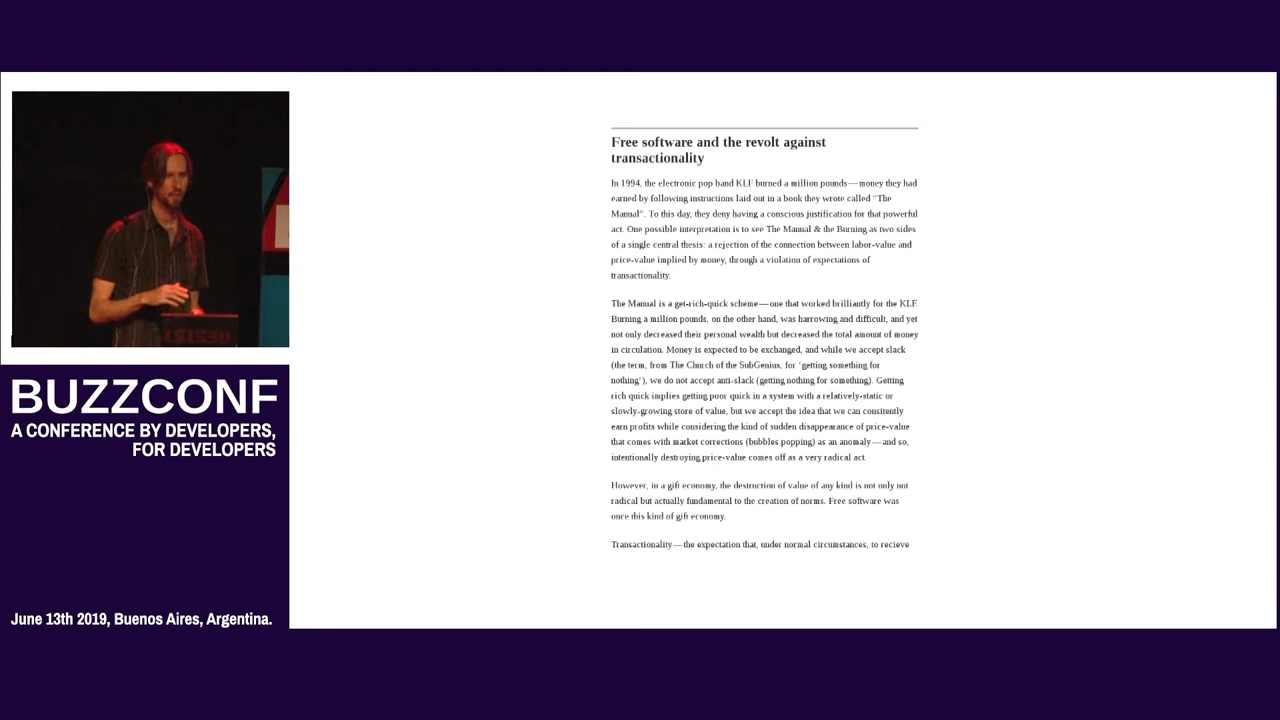 BUZZCONF
A CONFERENCE BY DEVELOPERS,
FOR DEVELOPERS
June 13th 2019, Buenos Aires, Argentina.
Free software and the revolt against
transactionality
In 1994, the electronic pop band KLF burned a million pounds—money they had
earned by following instructions laid out in a book they wrote called “The
Manual”. To this day, they deny having a conscious justification for that powerful
act. One possible interpretation is to see The Manual & the Burning as two sides
of a single central thesis: a rejection of the connection between labor-value and
price-value implied by money, through a violation of expectations of
transactionality.
The Manual is a get-rich-quick scheme—one that worked brilliantly for the KLF.
Burning a million pounds, on the other hand, was harrowing and difficult, and yet
not only decreased their personal wealth but decreased the total amount of money
in circulation. Money is expected to be exchanged, and while we accept slack
(the term, from The Church of the SubGenius, for ‘getting something for
nothing’), we do not accept anti-slack (getting nothing for something). Getting
rich quick implies getting poor quick in a system with a relatively-static or
slowly-growing store of value, but we accept the idea that we can consitently
earn profits while considering the kind of sudden disappearance of price-value
that comes with market corrections (bubbles popping) as an anomaly—and so,
intentionally destroying price-value comes off as a very radical act.
However, in a gift economy, the destruction of value of any kind is not only not
radical but actually fundamental to the creation of norms. Free software was
once this kind of gift economy.
Transactionality—the expectation that, under normal circumstances, to recieve